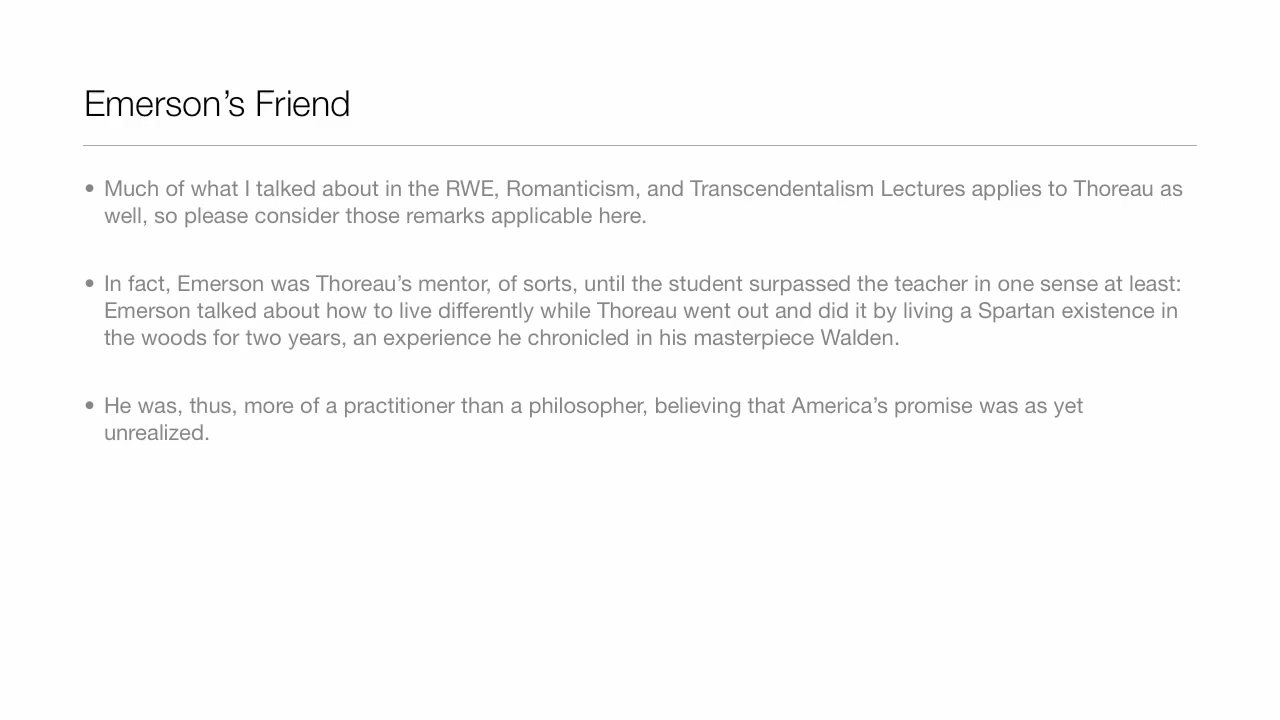 Emerson’s Friend
• Much of what I talked about in the RWE, Romanticism, and Transcendentalism Lectures applies to Thoreau as
well, so please consider those remarks applicable here.
• In fact, Emerson was Thoreau’s mentor, of sorts, until the student surpassed the teacher in one sense at least:
Emerson talked about how to live differently while Thoreau went out and did it by living a Spartan existence in
the woods for two years, an experience he chronicled in his masterpiece Walden.
• He was, thus, more of a practitioner than a philosopher, believing that America’s promise was as yet
unrealized.